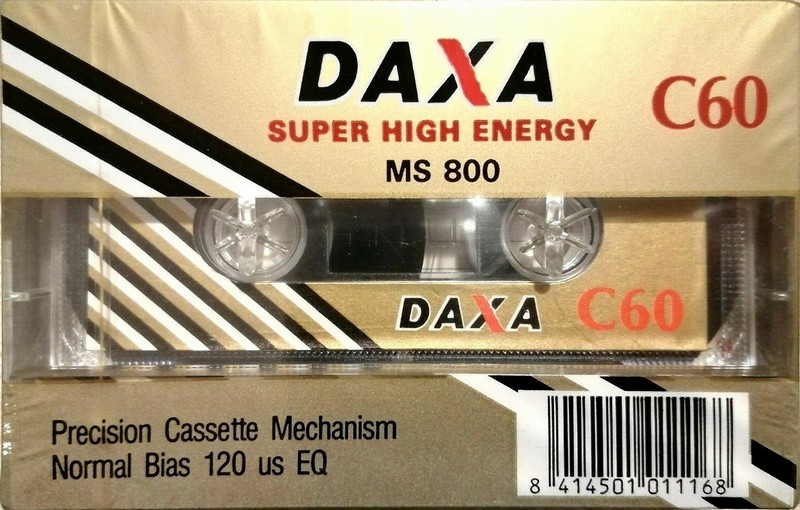 DAXA
C60
SUPER HIGH ENERGY
MS 800
DAXA C60
Precision Cassette Mechanism
Normal Bias 120 us EQ
8 414501 011168